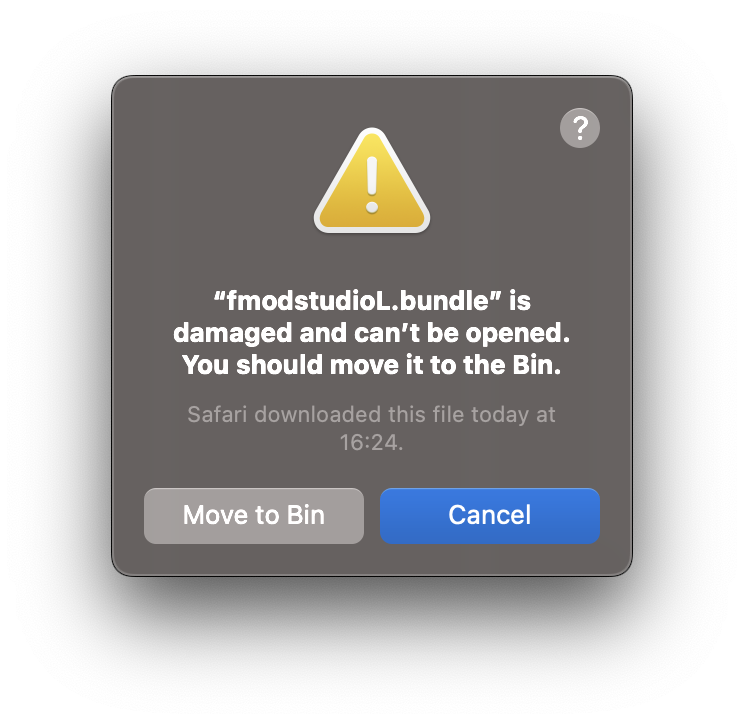 ?
“fmodstudioL.bundle” is
damaged and can’t be opened.
You should move it to the Bin.
Safari downloaded this file today at
16:24.
Move to Bin
Cancel